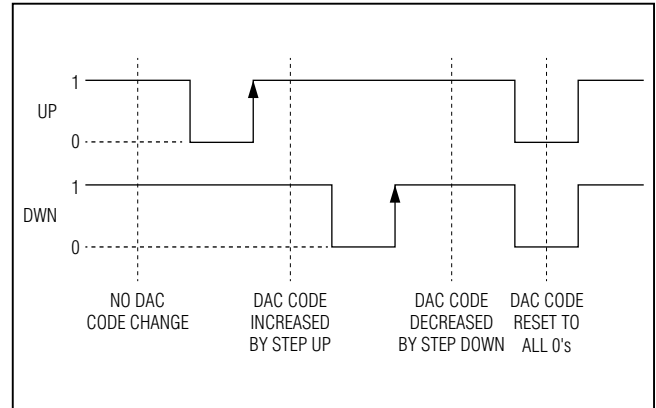 1
UP
0
1
DWN
0
NO DAC
CODE CHANGE
DAC CODE
INCREASED
BY STEP UP
DAC CODE
DECREASED
BY STEP DOWN
DAC CODE
RESET TO
ALL 0's